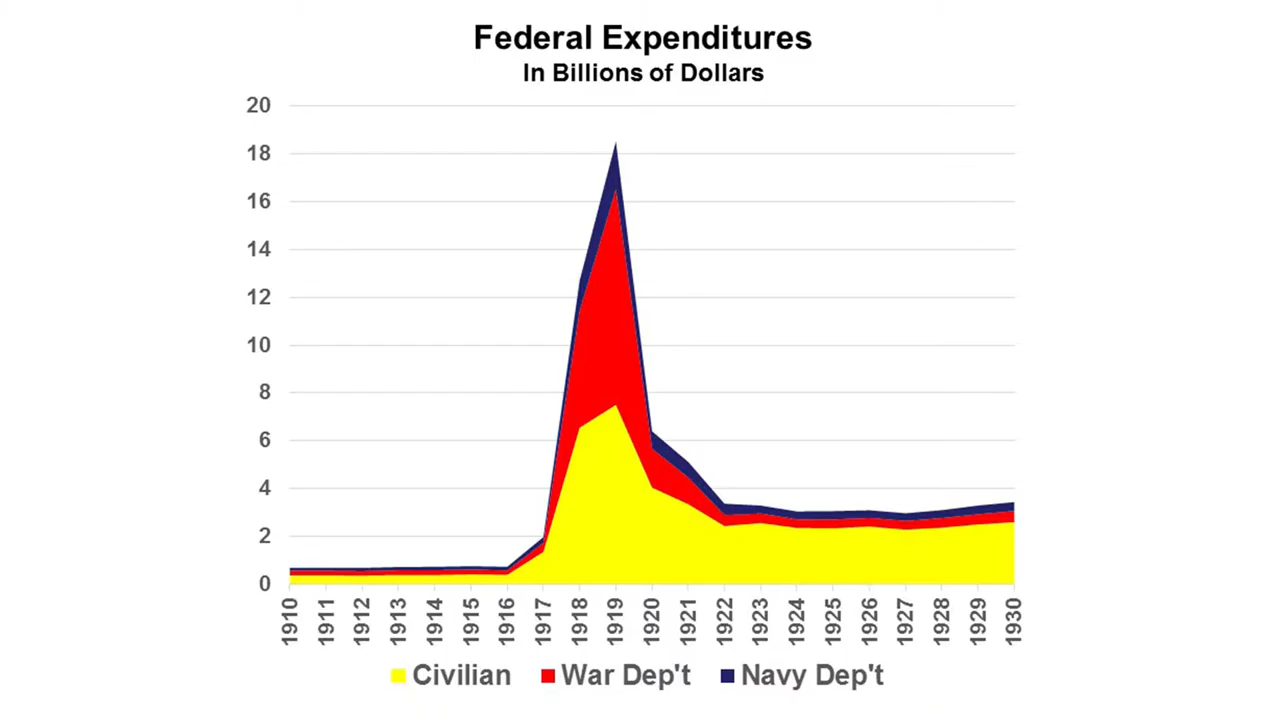 Federal Expenditures
In Billions of Dollars
20
18
16
14
12
10
8
6
4
2
0
1910 1911 1912 1913 1914 1915 1916 1917 1918 1919 1920 1921 1922 1923 1924 1925 1926 1927 1928 1929 1930
Civilian War Dep't Navy Dep't